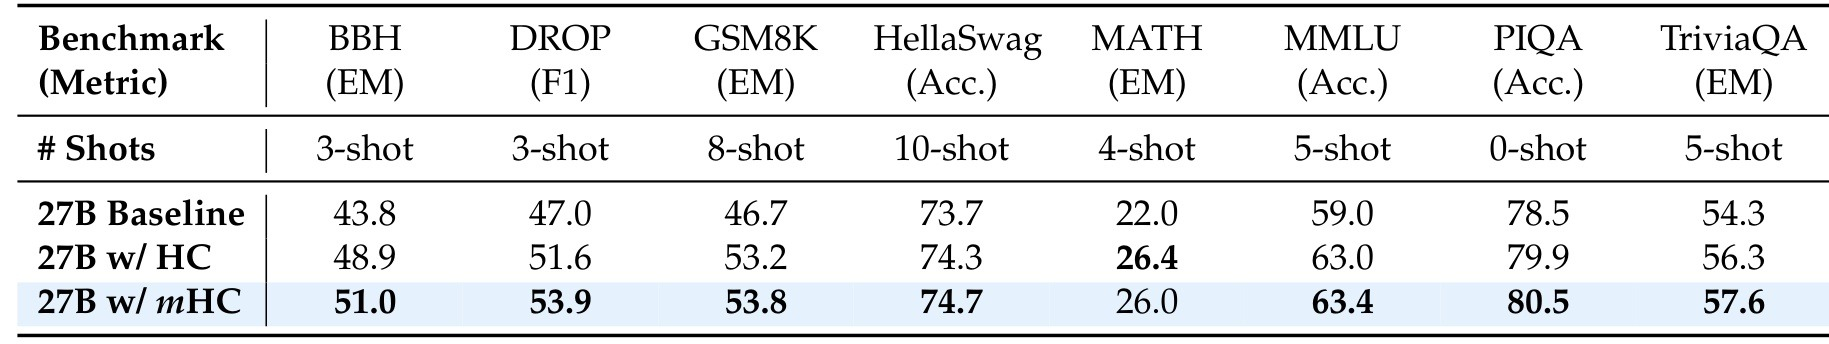 Benchmark BBH DROP GSM8K HellaSwag MATH MMLU PIQA TriviaQA
(Metric) (EM) (F1) (EM) (Acc.) (EM) (Acc.) (Acc.) (EM)
# Shots 3-shot 3-shot 8-shot 10-shot 4-shot 5-shot 0-shot 5-shot
27B Baseline 43.8 47.0 46.7 73.7 22.0 59.0 78.5 54.3
27B w/ HC 48.9 51.6 53.2 74.3 26.4 63.0 79.9 56.3
27B w/ mHC 51.0 53.9 53.8 74.7 26.0 63.4 80.5 57.6